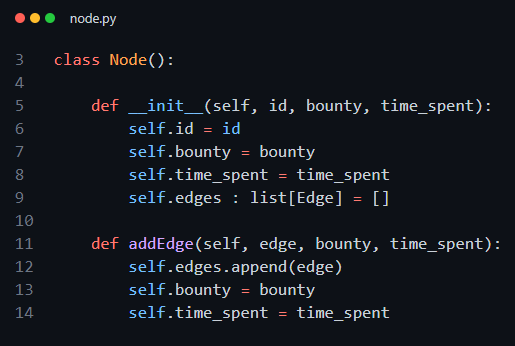 node.py
3 class Node():
4
5     def __init__(self, id, bounty, time_spent):
6         self.id = id
7         self.bounty = bounty
8         self.time_spent = time_spent
9         self.edges : list[Edge] = []
10
11     def addEdge(self, edge, bounty, time_spent):
12         self.edges.append(edge)
13         self.bounty = bounty
14         self.time_spent = time_spent